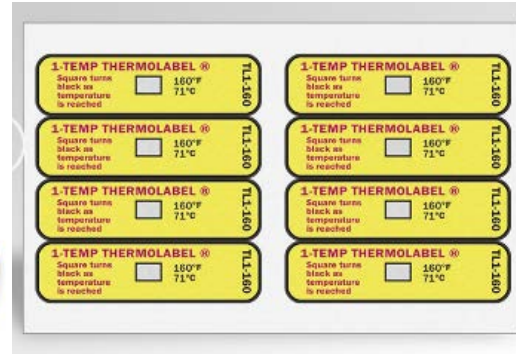 1-TEMP THERMOLABEL ®
Square turns
black as
temperature
is reached
160°F
71°C
TL1-160
1-TEMP THERMOLABEL ®
Square turns
black as
temperature
is reached
160°F
71°C
TL1-160
1-TEMP THERMOLABEL ®
Square turns
black as
temperature
is reached
160°F
71°C
TL1-160
1-TEMP THERMOLABEL ®
Square turns
black as
temperature
is reached
160°F
71°C
TL1-160
1-TEMP THERMOLABEL ®
Square turns
black as
temperature
is reached
160°F
71°C
TL1-160
1-TEMP THERMOLABEL ®
Square turns
black as
temperature
is reached
160°F
71°C
TL1-160
1-TEMP THERMOLABEL ®
Square turns
black as
temperature
is reached
160°F
71°C
TL1-160
1-TEMP THERMOLABEL ®
Square turns
black as
temperature
is reached
160°F
71°C
TL1-160